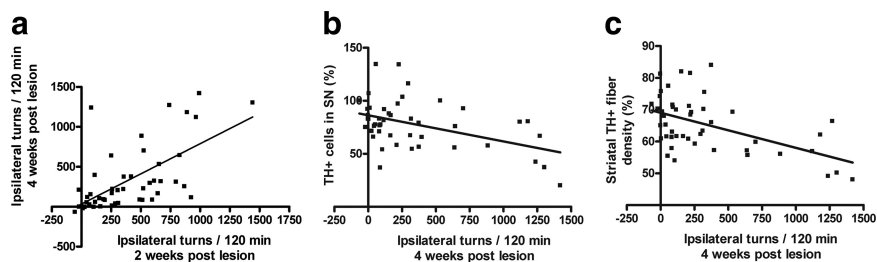 a
Ipsilateral turns / 120 min
4 weeks post lesion
1500
1000
500
0
-500
-250 0 250 500 750 1000 1250 1500 1750
Ipsilateral turns / 120 min
2 weeks post lesion
b
TH+ cells in SN (%)
150
100
50
-250 0 250 500 750 1000 1250 1500
Ipsilateral turns / 120 min
4 weeks post lesion
c
Striatal TH+ fiber
density (%)
90
80
70
60
50
-250 0 250 500 750 1000 1250 1500
Ipsilateral turns / 120 min
4 weeks post lesion